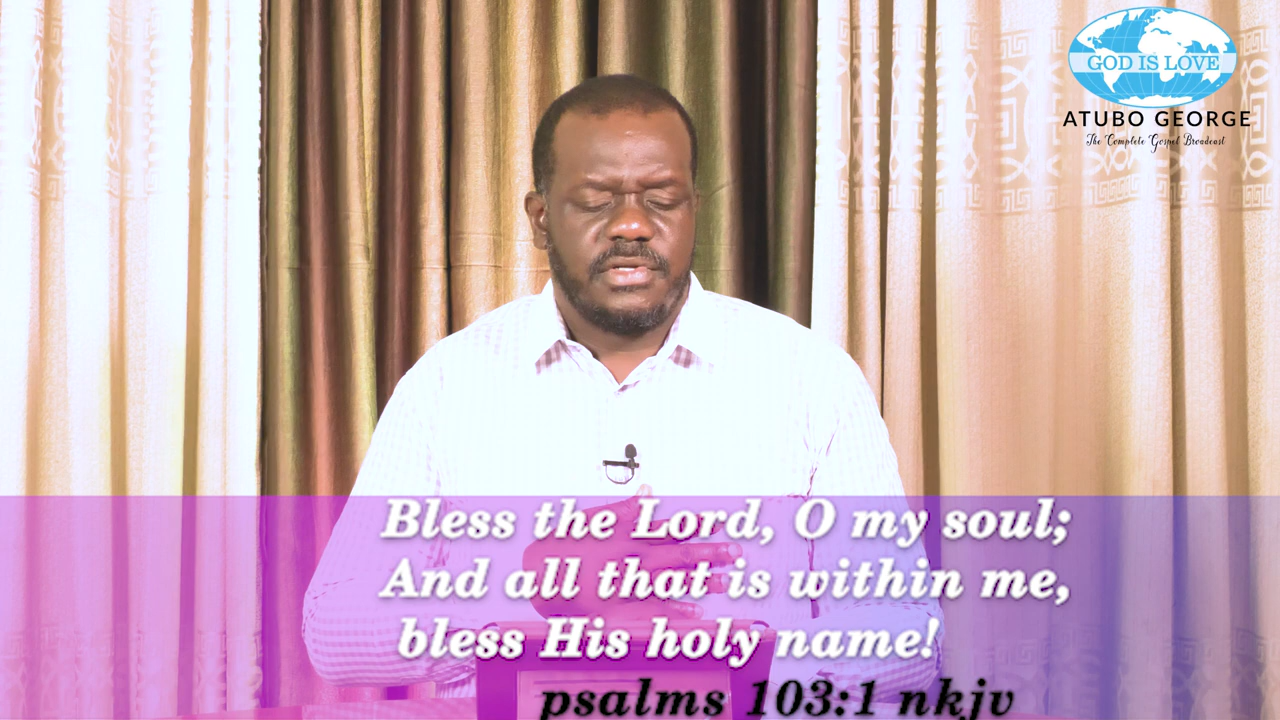 GOD IS LOVE
ATUBO GEORGE
The Complete Gospel Broadcast
Bless the Lord, O my soul;
And all that is within me,
bless His holy name!
psalms 103:1 nkjv